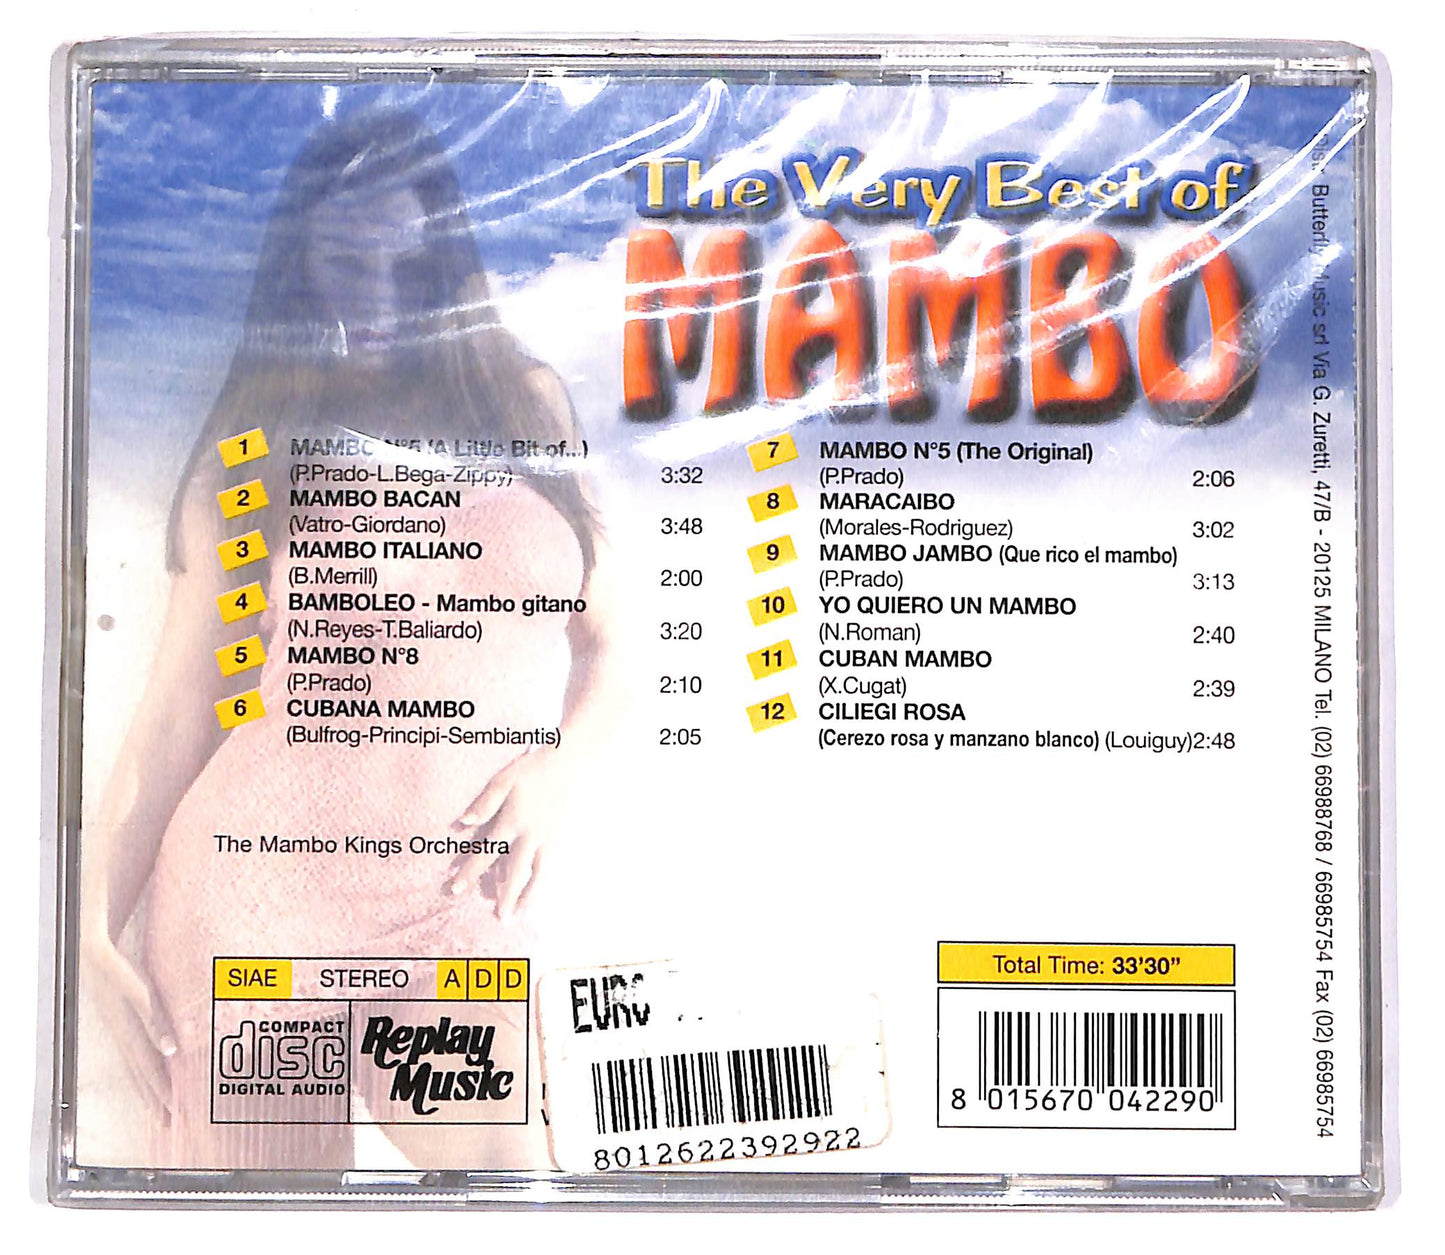 The Very Best of
MAMBO
1 MAMBO N°5 (A Little Bit of...)
(P.Prado-L.Bega-Zippy) 3:32
2 MAMBO BACAN
(Vatro-Giordano) 3:48
3 MAMBO ITALIANO
(B.Merrill) 2:00
4 BAMBOLEO - Mambo gitano
(N.Reyes-T.Baliardo) 3:20
5 MAMBO N°8
(P.Prado) 2:10
6 CUBANA MAMBO
(Bulfrog-Principi-Sembiantis) 2:05
7 MAMBO N°5 (The Original)
(P.Prado) 2:06
8 MARACAIBO
(Morales-Rodriguez) 3:02
9 MAMBO JAMBO (Que rico el mambo)
(P.Prado) 3:13
10 YO QUIERO UN MAMBO
(N.Roman) 2:40
11 CUBAN MAMBO
(X.Cugat) 2:39
12 CILIEGI ROSA
(Cerezo rosa y manzano blanco) (Louiguy) 2:48
The Mambo Kings Orchestra
SIAE STEREO A D D
COMPACT
disc
DIGITAL AUDIO
Replay
Music
EURO
8012622392922
Total Time: 33'30"
8 015670 042290
Butterfly Music srl Via G. Zuretti, 47/B - 20125 MILANO Tel. (02) 66988768 / 66985754 Fax (02) 66985754